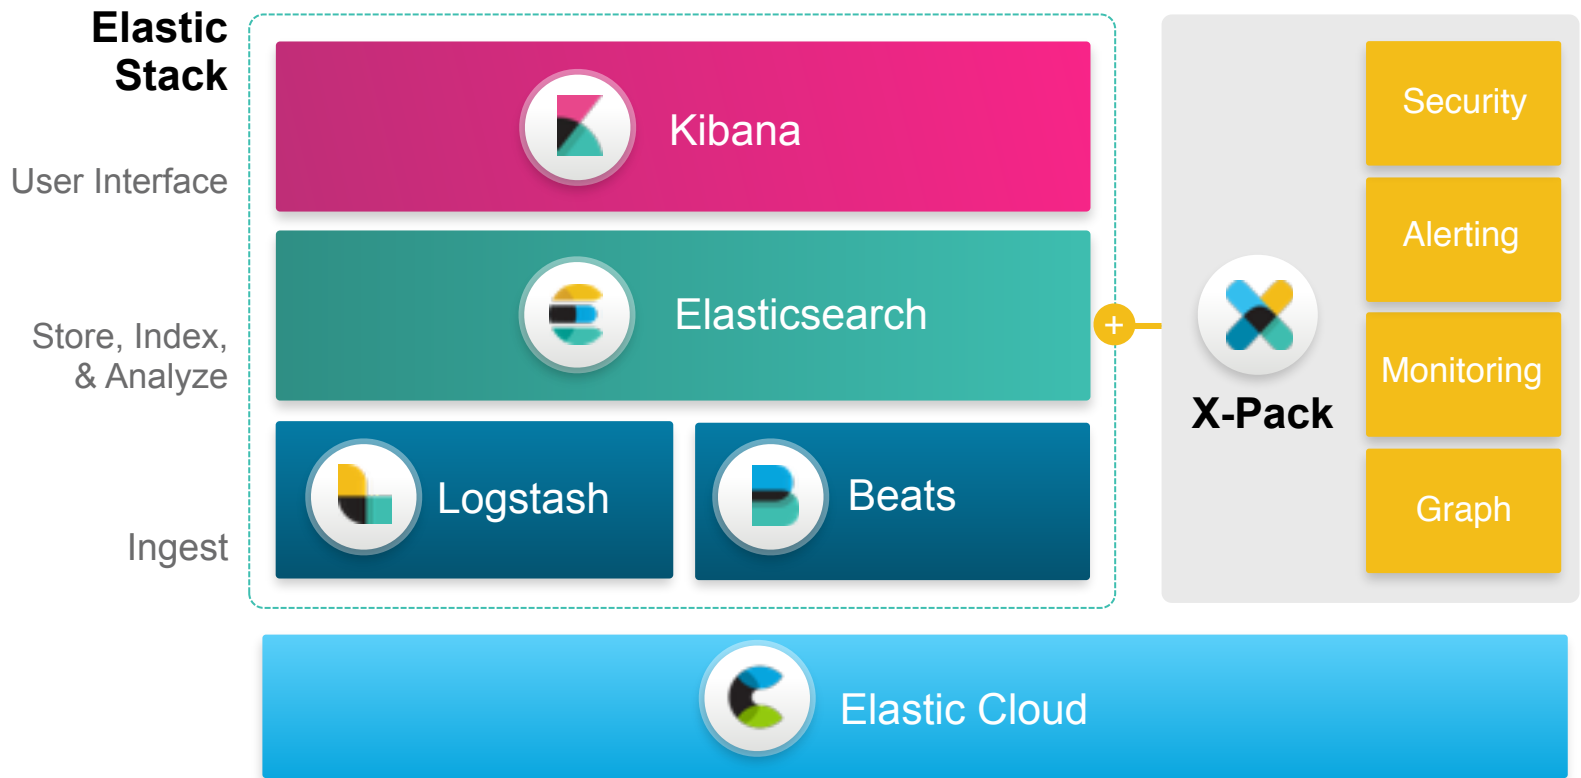 Elastic
Stack
User Interface
Store, Index,
& Analyze
Ingest
Kibana
Elasticsearch
Logstash
Beats
+
X-Pack
Security
Alerting
Monitoring
Graph
Elastic Cloud